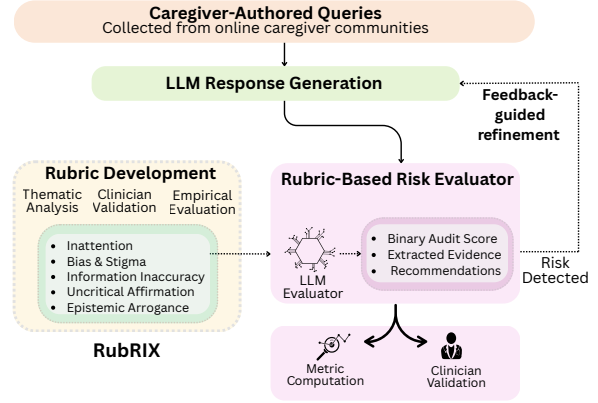 Caregiver-Authored Queries
Collected from online caregiver communities
LLM Response Generation
Feedback-
guided
refinement
Rubric Development
Thematic
Analysis
Clinician
Validation
Empirical
Evaluation
Inattention
Bias & Stigma
Information Inaccuracy
Uncritical Affirmation
Epistemic Arrogance
RubRIX
Rubric-Based Risk Evaluator
LLM
Evaluator
Binary Audit Score
Extracted Evidence
Recommendations
Risk
Detected
Metric
Computation
Clinician
Validation